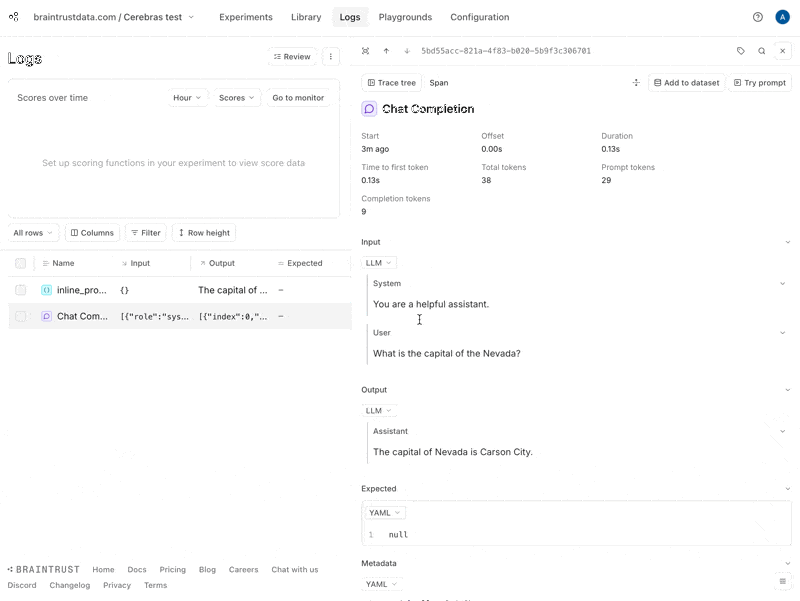 braintrustdata.com / Cerebras test
Experiments
Library
Logs
Playgrounds
Configuration
A
Logs
Review
Scores over time
Hour
Scores
Go to monitor
Set up scoring functions in your experiment to view score data
All rows
Columns
Filter
Row height
Name
Input
Output
Expected
inline_pro...
{}
The capital of ...
—
Chat Com...
[{"role":"sys...
[{"index":0,"...
—
BRAINTRUST
Home
Docs
Pricing
Blog
Careers
Chat with us
Discord
Changelog
Privacy
Terms
5bd55acc-821a-4f83-b020-5b9f3c306701
Trace tree
Span
Add to dataset
Try prompt
Chat Completion
Start
Offset
Duration
3m ago
0.00s
0.13s
Time to first token
Total tokens
Prompt tokens
0.13s
38
29
Completion tokens
9
Input
LLM
System
You are a helpful assistant.
User
What is the capital of the Nevada?
Output
LLM
Assistant
The capital of Nevada is Carson City.
Expected
YAML
1 null
Metadata
YAML